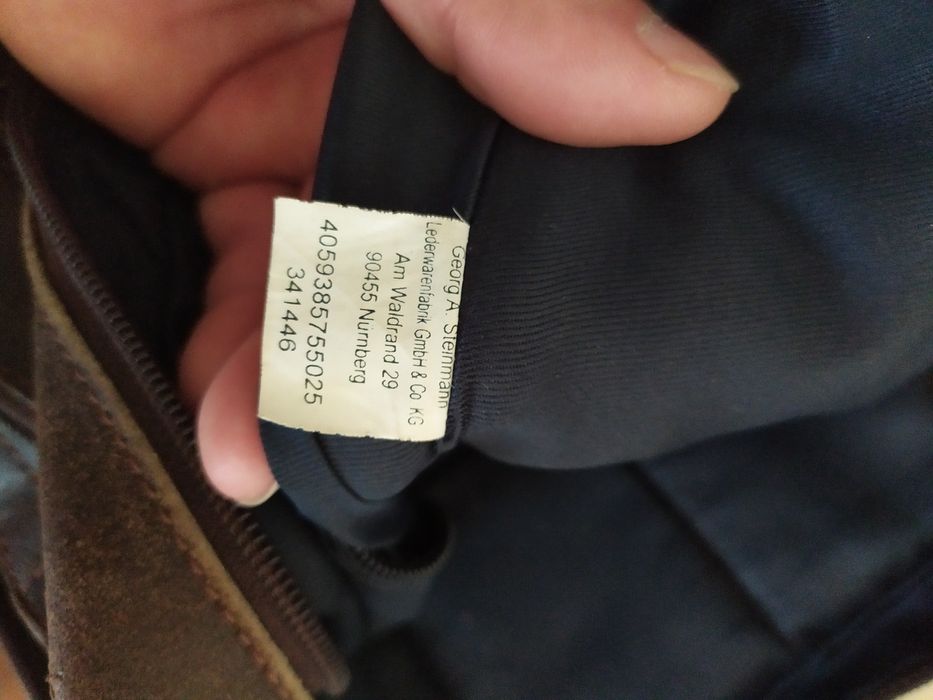 Georg A. Steinmann
Lederwarenfabrik GmbH & Co KG
Am Waldrand 29
90455 Nürnberg
4059385755025
341446